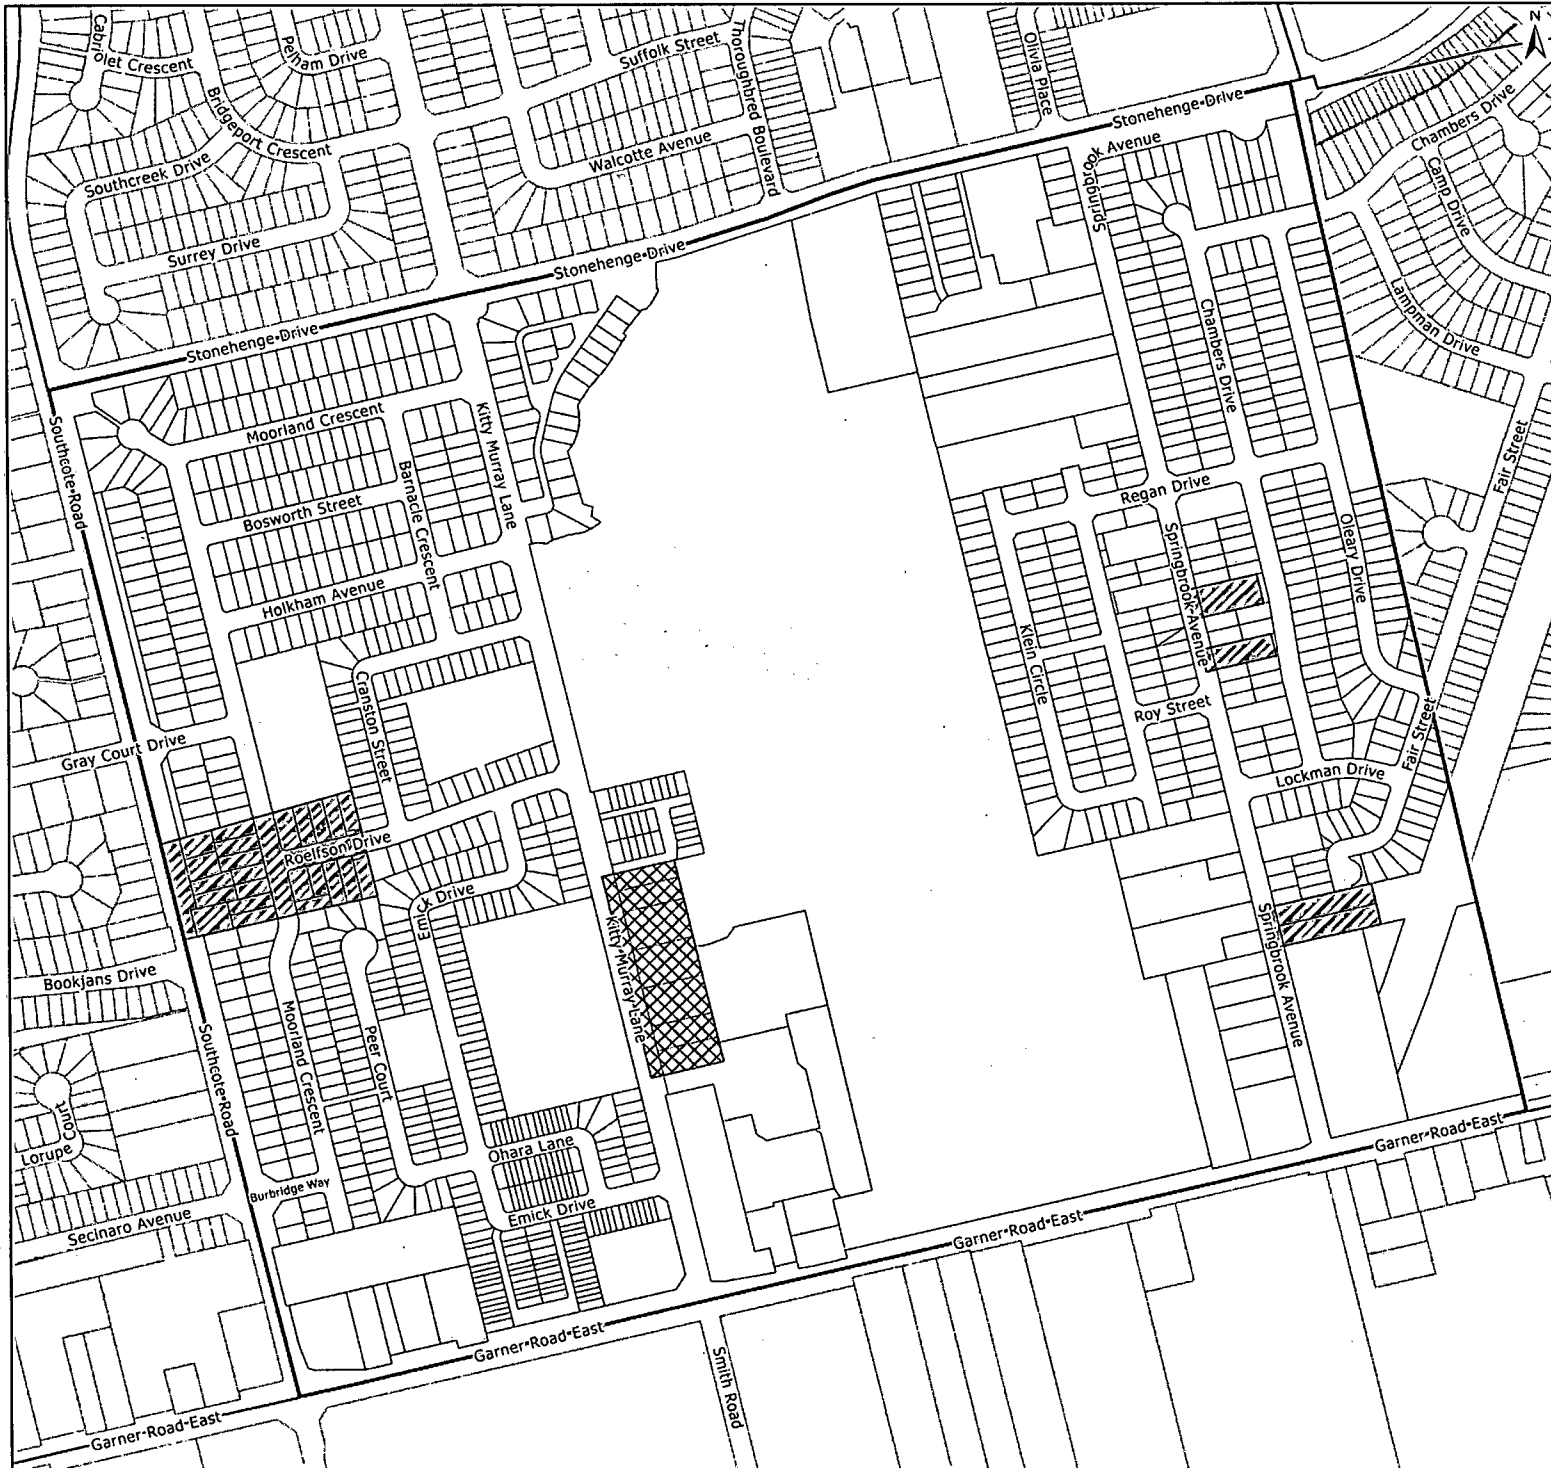 Cabriolet Crescent
Pelham Drive
Suffolk Street
Thoroughbred Boulevard
Olivia Place
N
Bridgeport Crescent
Stonehenge Drive
Chambers Drive
Southcreek Drive
Walcotte Avenue
Springbrook Avenue
Camp Drive
Surrey Drive
Stonehenge Drive
Stonehenge Drive
Chambers Drive
Lampman Drive
Moorland Crescent
Kitty Murray Lane
Southcote Road
Barnacle Crescent
Fair Street
Bosworth Street
Regan Drive
Springbrook Avenue
Oleary Drive
Holkham Avenue
Klein Circle
Cranston Street
Roy Street
Fair Street
Gray Court Drive
Lockman Drive
Roelfson Drive
Emick Drive
Kitty Murray Lane
Springbrook Avenue
Bookjans Drive
Moorland Crescent
Peer Court
Southcote Road
Lorupe Court
Ohara Lane
Garner Road East
Burbridge Way
Emick Drive
Secinaro Avenue
Garner Road East
Garner Road East
Smith Road
Garner Road East